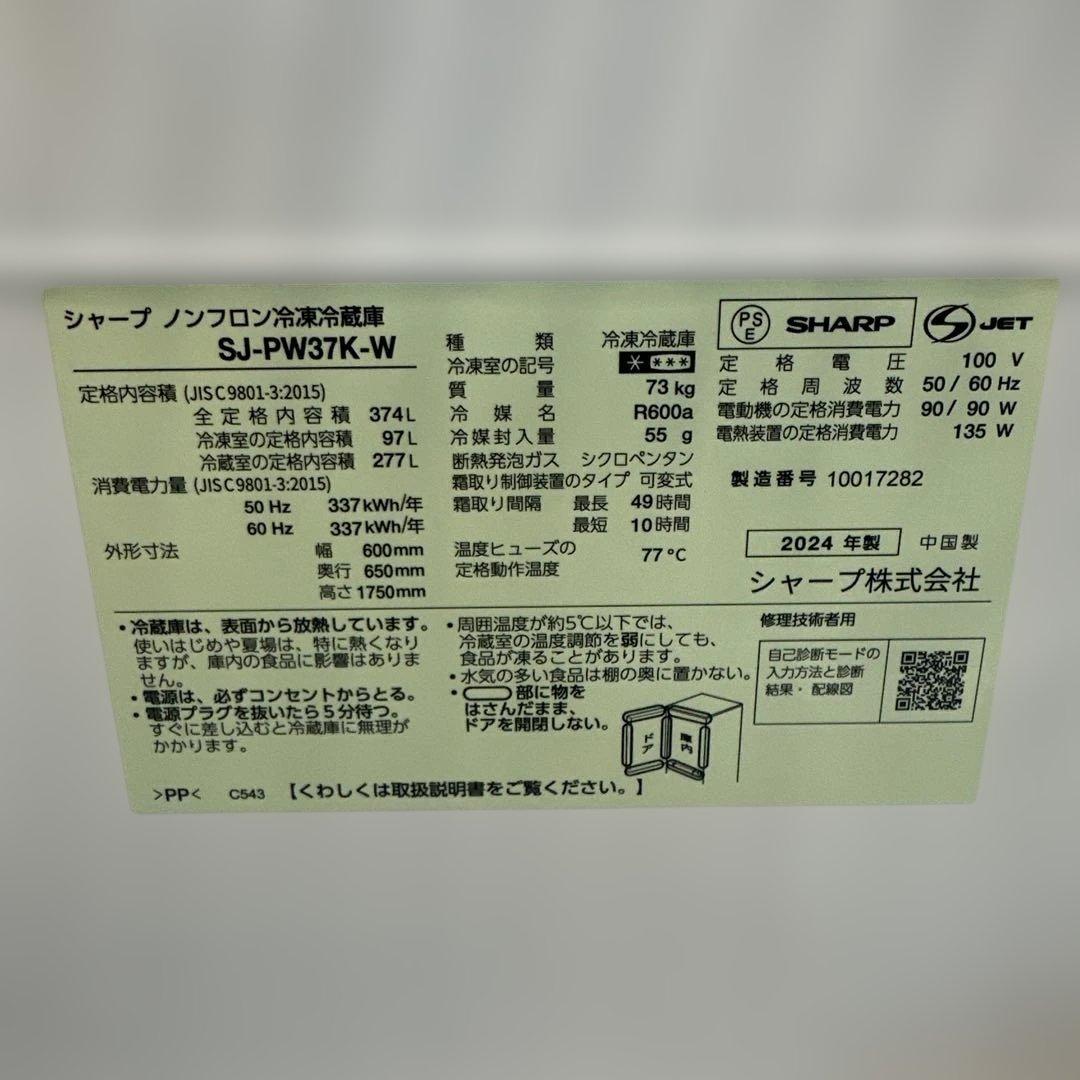 シャープ ノンフロン冷凍冷蔵庫
SJ-PW37K-W
定格内容積 (JIS C 9801-3:2015)
全定格内容積 374 L
冷凍室の定格内容積 97 L
冷蔵室の定格内容積 277 L
消費電力量 (JIS C 9801-3:2015)
50 Hz 337 kWh/年
60 Hz 337 kWh/年
外形寸法 幅 600mm
奥行 650mm
高さ 1750mm
種類 冷凍冷蔵庫
冷凍室の記号 * ***
質量 73 kg
冷媒名 R600a
冷媒封入量 55 g
断熱発泡ガス シクロペンタン
霜取り制御装置のタイプ 可変式
霜取り間隔 最長 49 時間
最短 10 時間
温度ヒューズの
定格動作温度 77 ℃
PSE SHARP S JET
定格電圧 100 V
定格周波数 50 / 60 Hz
電動機の定格消費電力 90 / 90 W
電熱装置の定格消費電力 135 W
製造番号 10017282
2024 年製 中国製
シャープ株式会社
・冷蔵庫は、表面から放熱しています。
使いはじめや夏場は、特に熱くなり
ますが、庫内の食品に影響はありま
せん。
・電源は、必ずコンセントからとる。
・電源プラグを抜いたら5分待つ。
すぐに差し込むと冷蔵庫に無理が
かかります。
・周囲温度が約5℃以下では、
冷蔵室の温度調節を弱にしても、
食品が凍ることがあります。
・水気の多い食品は棚の奥に置かない。
・部に物を
はさんだまま、
ドアを開閉しない。
ドア
庫内
修理技術者用
自己診断モードの
入力方法と診断
結果・配線図
>PP< C543 【くわしくは取扱説明書をご覧ください。】